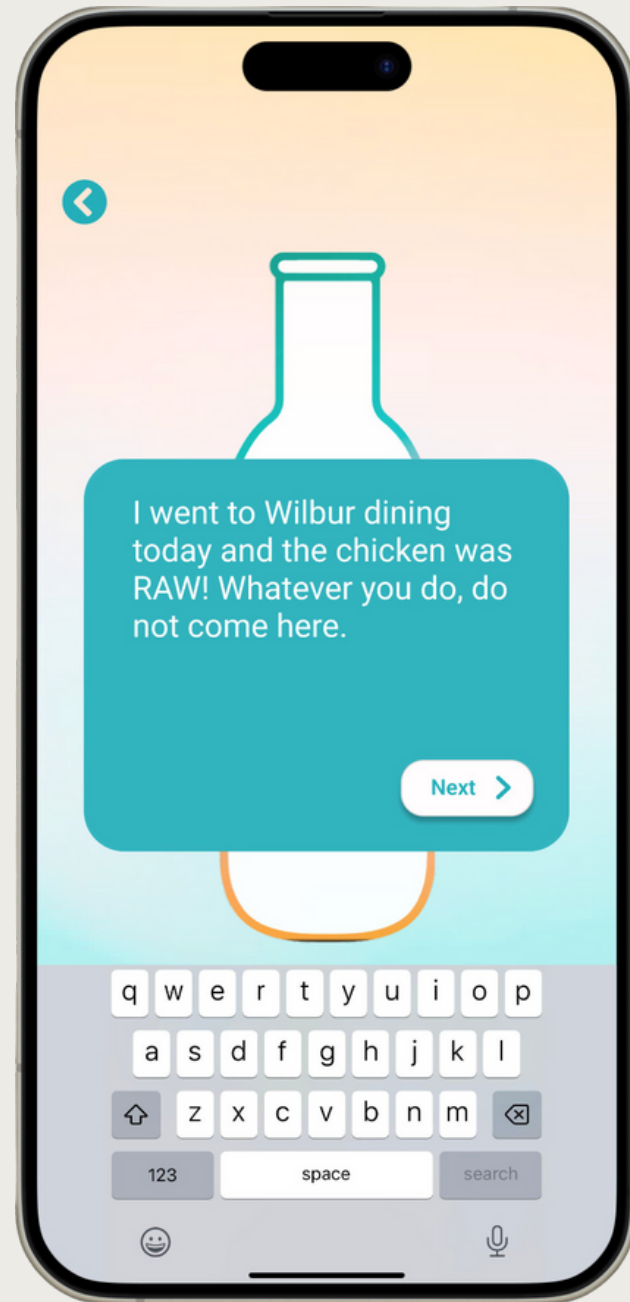 I went to Wilbur dining
today and the chicken was
RAW! Whatever you do, do
not come here.
Next
q w e r t y u i o p
a s d f g h j k l
z x c v b n m
123 space search